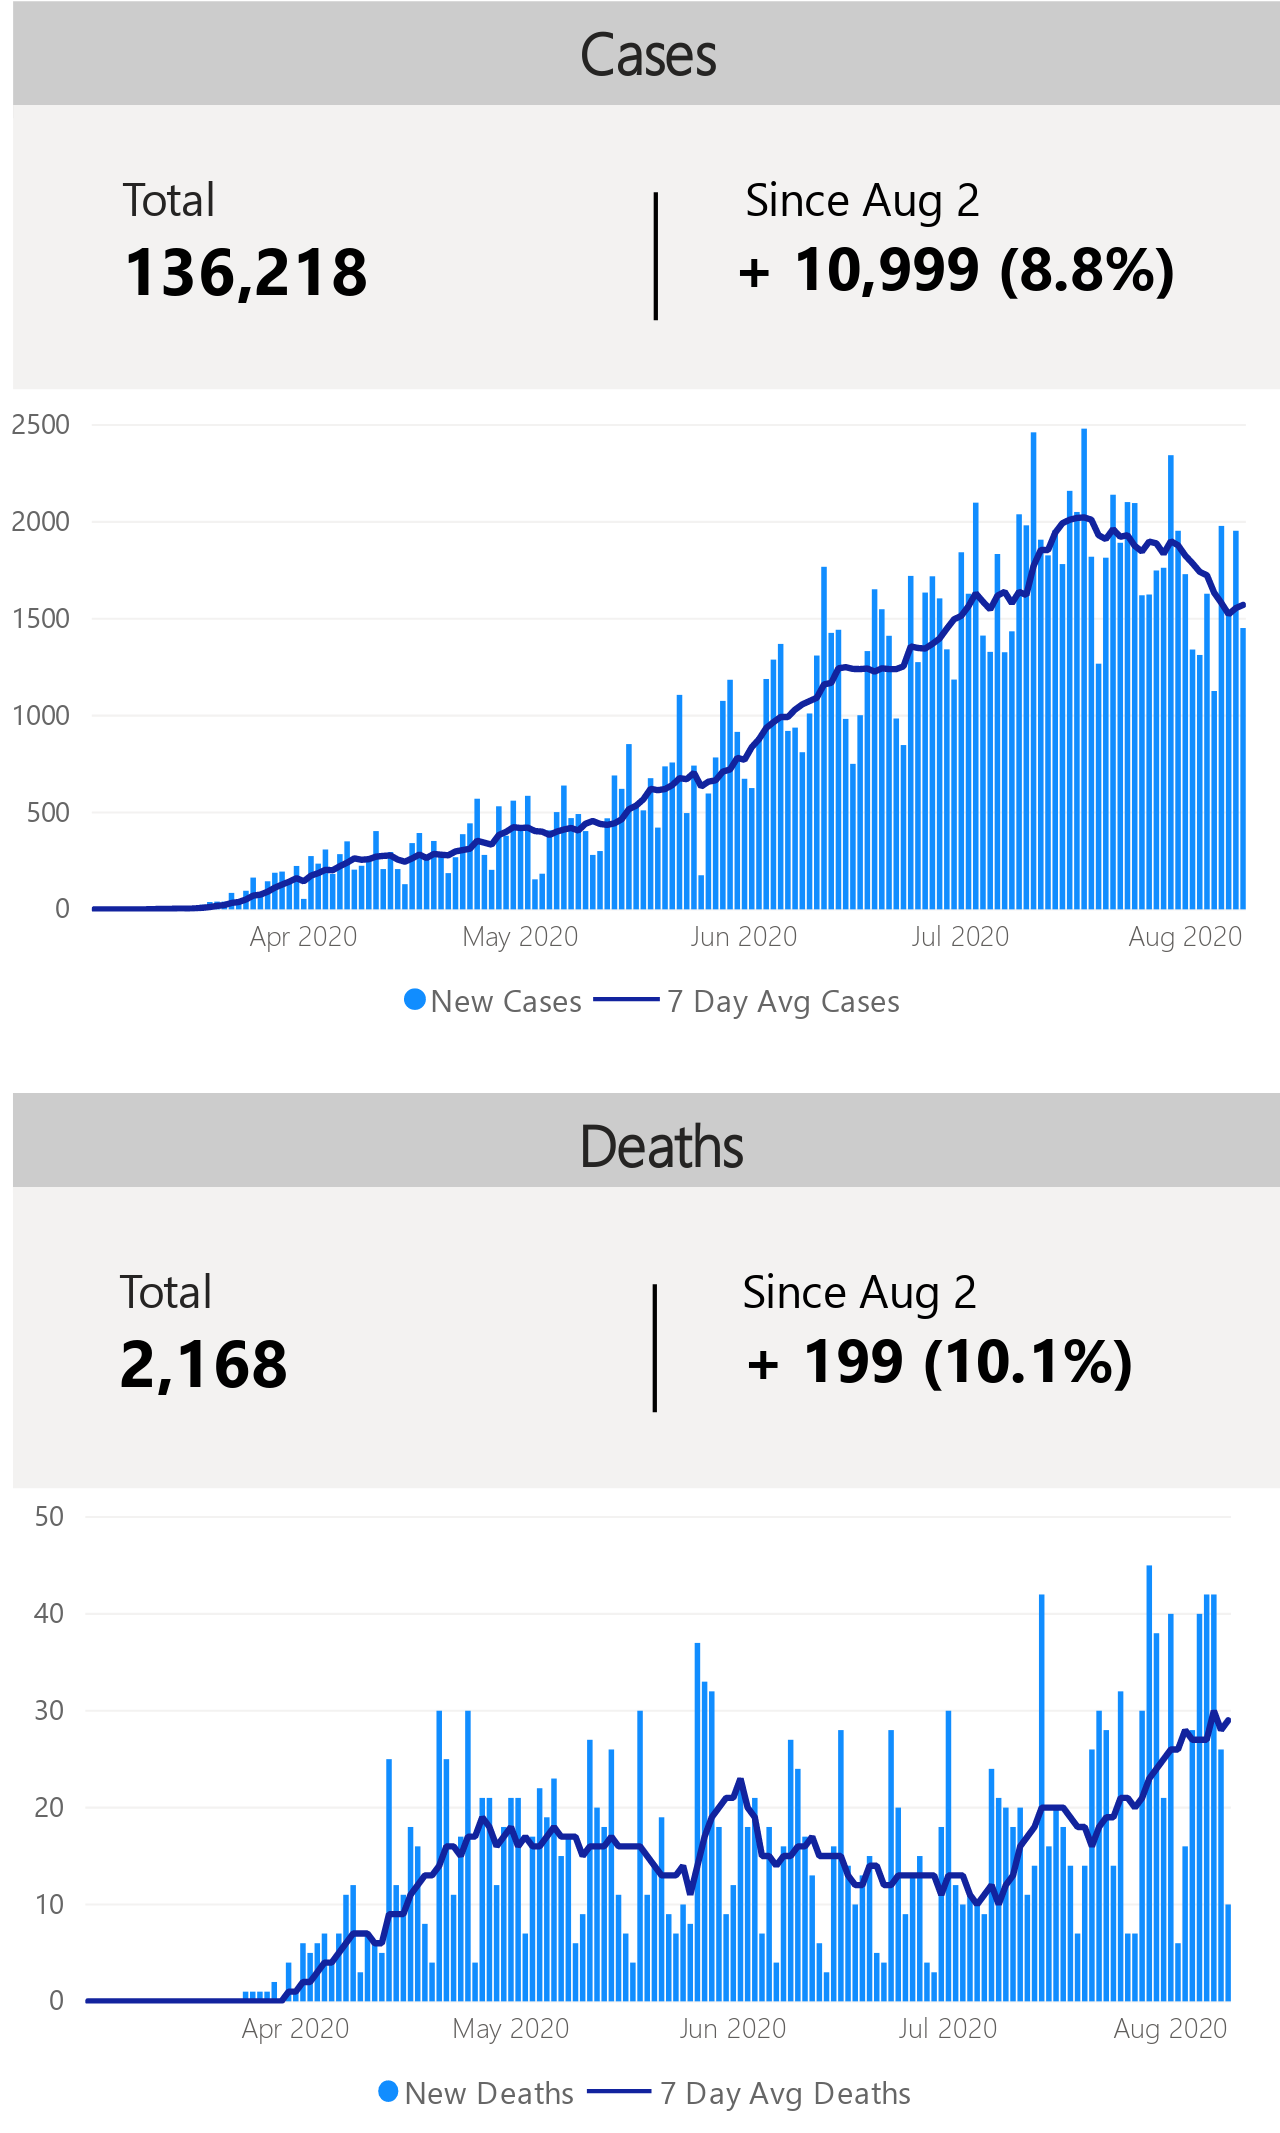 Cases
Total
Since Aug 2
136,218
+ 10,999 (8.8%)
2500
2000
1500
1000
500
0
Apr 2020
May 2020
Jun 2020
Jul 2020
Aug 2020
New Cases
7 Day Avg Cases
Deaths
Total
Since Aug 2
2,168
+ 199 (10.1%)
50
40
30
20
10
0
Apr 2020
May 2020
Jun 2020
Jul 2020
Aug 2020
New Deaths
7 Day Avg Deaths